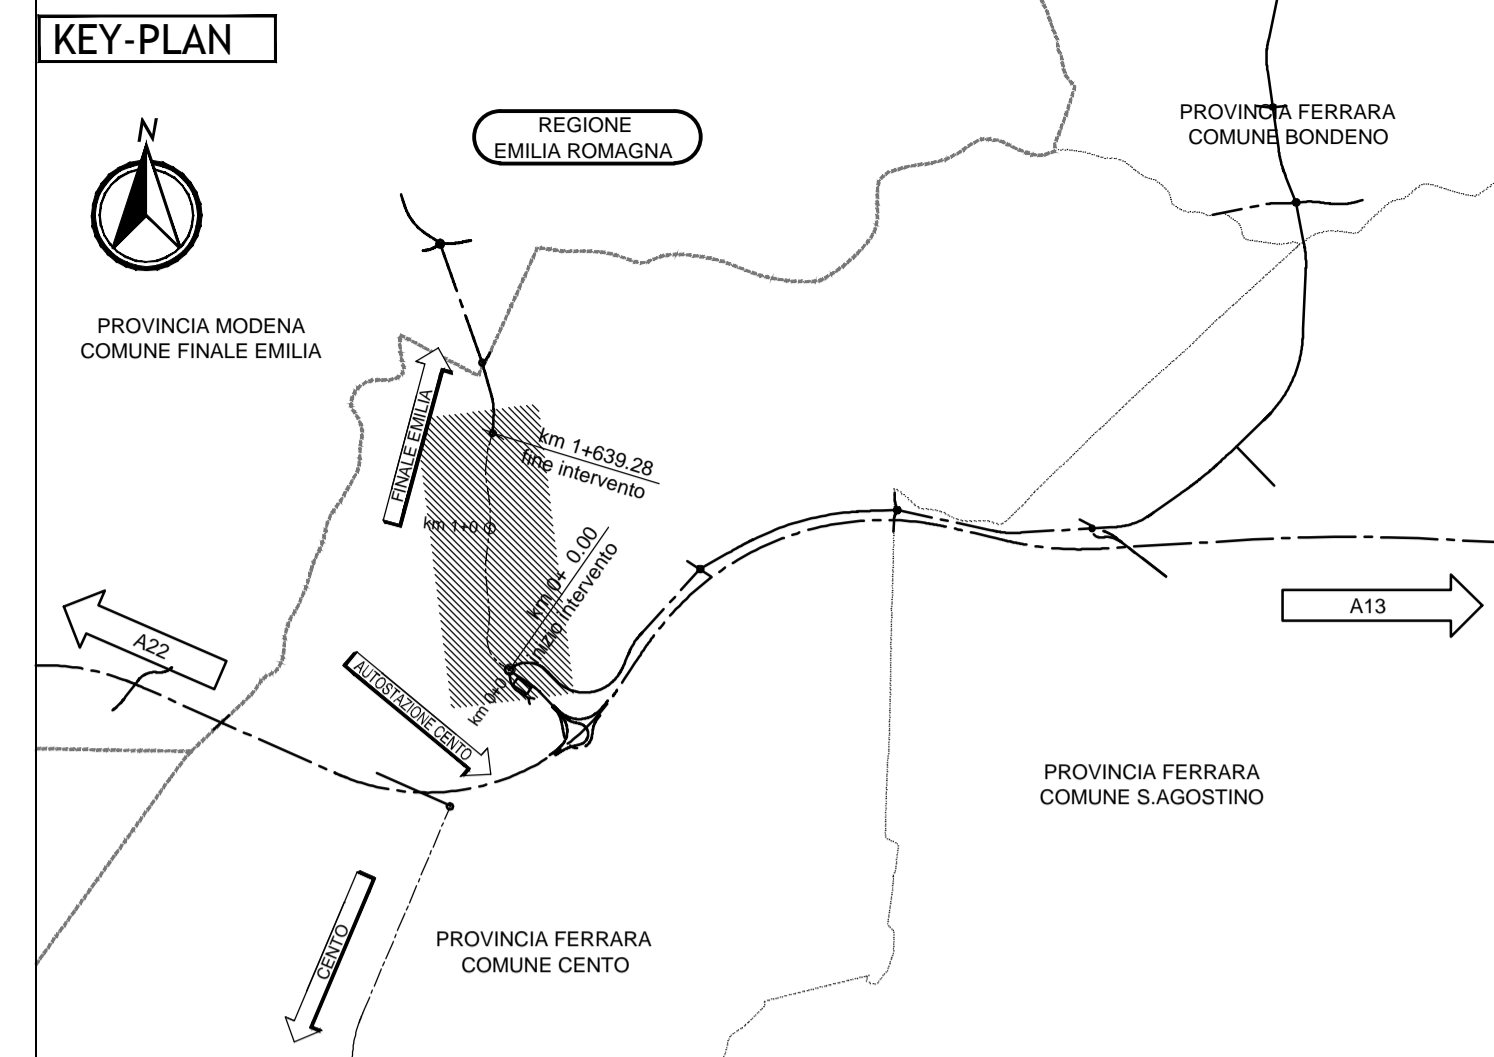 KEY-PLAN
N
REGIONE
EMILIA ROMAGNA
PROVINCIA FERRARA
COMUNE BONDENO
PROVINCIA MODENA
COMUNE FINALE EMILIA
FINALE EMILIA
km 1+639.28
fine intervento
km 1+0
km 0+ 0.00
inizio intervento
km 0+0
A22
A13
AUTOSTAZIONE CENTO
PROVINCIA FERRARA
COMUNE S.AGOSTINO
CENTO
PROVINCIA FERRARA
COMUNE CENTO